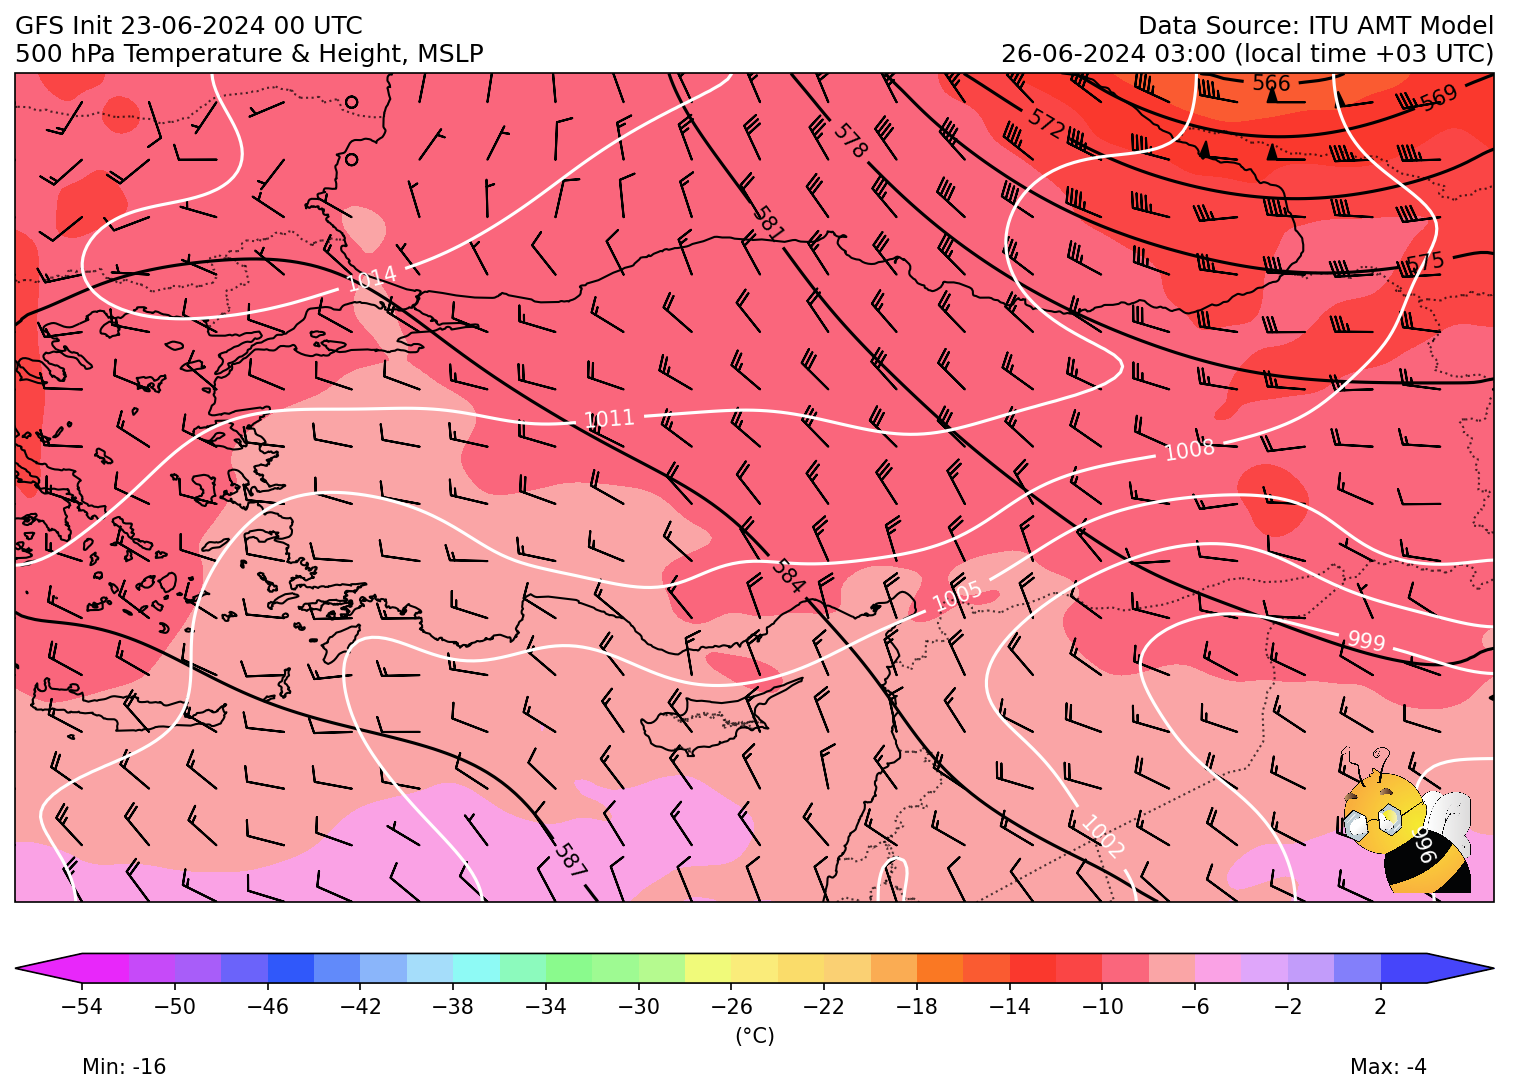 GFS Init 23-06-2024 00 UTC
Data Source: ITU AMT Model
500 hPa Temperature & Height, MSLP
26-06-2024 03:00 (local time +03 UTC)
566
569
572
578
581
575
1014
1011
1008
584
1005
999
587
1002
996
−54 −50 −46 −42 −38 −34 −30 −26 −22 −18 −14 −10 −6 −2 2
(°C)
Min: -16
Max: -4